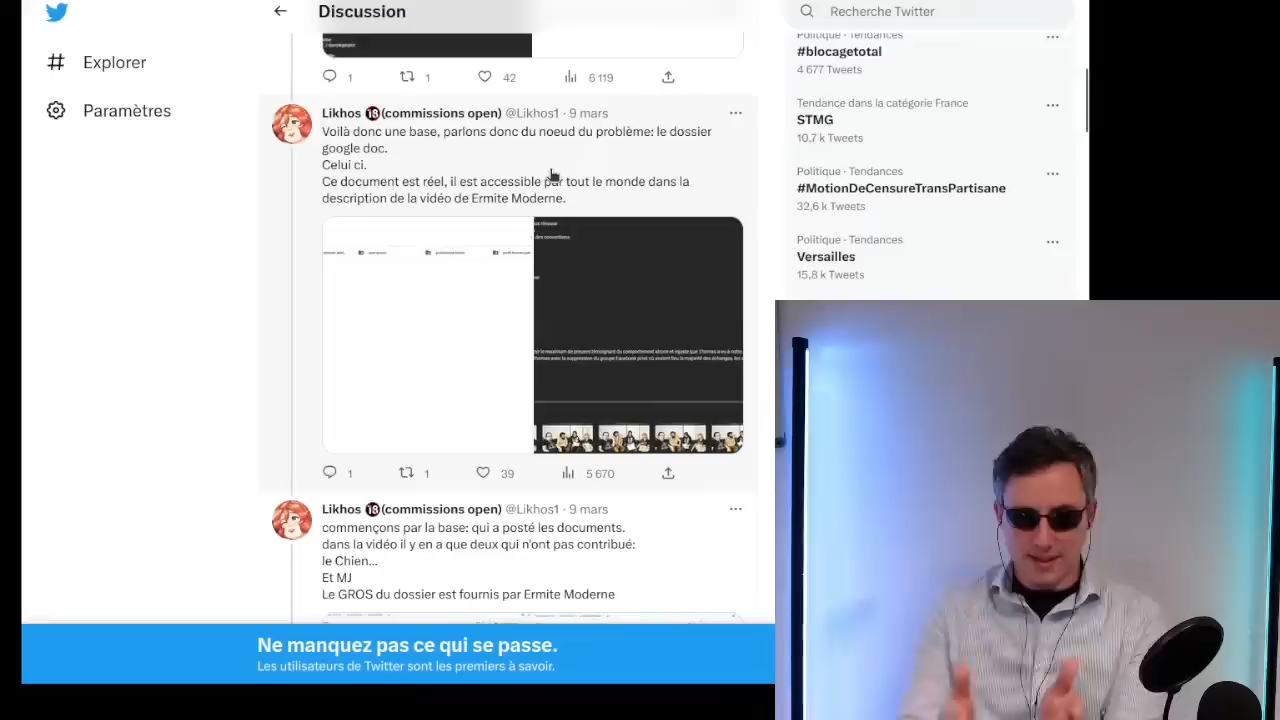 Discussion
Recherche Twitter
Explorer
Paramètres
Politique · Tendances
#blocagetotal
4 677 Tweets
Tendance dans la catégorie France
STMG
10,7 k Tweets
Politique · Tendances
#MotionDeCensureTransPartisane
32,6 k Tweets
Politique · Tendances
Versailles
15,8 k Tweets
1 1 42 6 119
Likhos 🔞(commissions open) @Likhos1 · 9 mars
Voilà donc une base, parlons donc du noeud du problème: le dossier
google doc.
Celui ci.
Ce document est réel, il est accessible par tout le monde dans la
description de la vidéo de Ermite Moderne.
des conventions
1 1 39 5 670
Likhos 🔞(commissions open) @Likhos1 · 9 mars
commençons par la base: qui a posté les documents.
dans la vidéo il y en a que deux qui n'ont pas contribué:
le Chien...
Et MJ
Le GROS du dossier est fournis par Ermite Moderne
Ne manquez pas ce qui se passe.
Les utilisateurs de Twitter sont les premiers à savoir.